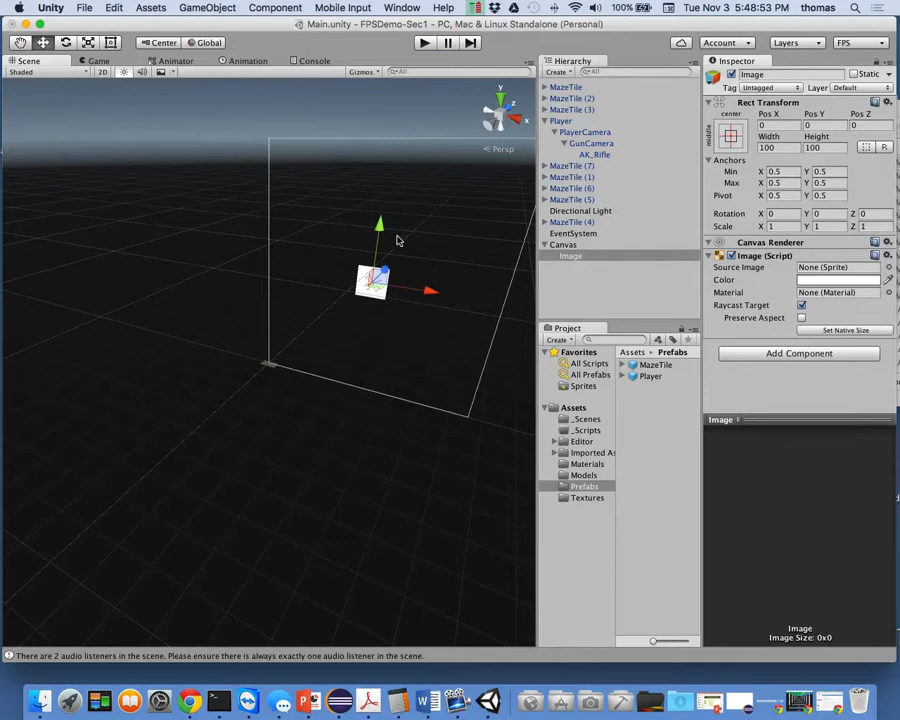 Unity File Edit Assets GameObject Component Mobile Input Window Help 100% Tue Nov 3 5:48:53 PM thomas
Main.unity - FPSDemo-Sec1 - PC, Mac & Linux Standalone (Personal)
Center Global Account Layers FPS
Scene Game Animator Animation Console
Shaded 2D Gizmos All
y
z
x
Persp
Hierarchy
Create All
MazeTile
MazeTile (2)
MazeTile (3)
Player
PlayerCamera
GunCamera
AK_Rifle
MazeTile (7)
MazeTile (1)
MazeTile (6)
MazeTile (5)
Directional Light
MazeTile (4)
EventSystem
Canvas
Image
Project
Create
Favorites
All Scripts
All Prefabs
Sprites
Assets
_Scenes
_Scripts
Editor
Imported As
Materials
Models
Prefabs
Textures
Assets Prefabs
MazeTile
Player
Inspector
Image Static
Tag Untagged Layer Default
Rect Transform
center
middle
Pos X Pos Y Pos Z
0 0 0
Width Height
100 100 R
Anchors
Min X 0.5 Y 0.5
Max X 0.5 Y 0.5
Pivot X 0.5 Y 0.5
Rotation X 0 Y 0 Z 0
Scale X 1 Y 1 Z 1
Canvas Renderer
Image (Script)
Source Image None (Sprite)
Color
Material None (Material)
Raycast Target
Preserve Aspect
Set Native Size
Add Component
Image
Image
Image Size: 0x0
There are 2 audio listeners in the scene. Please ensure there is always exactly one audio listener in the scene.